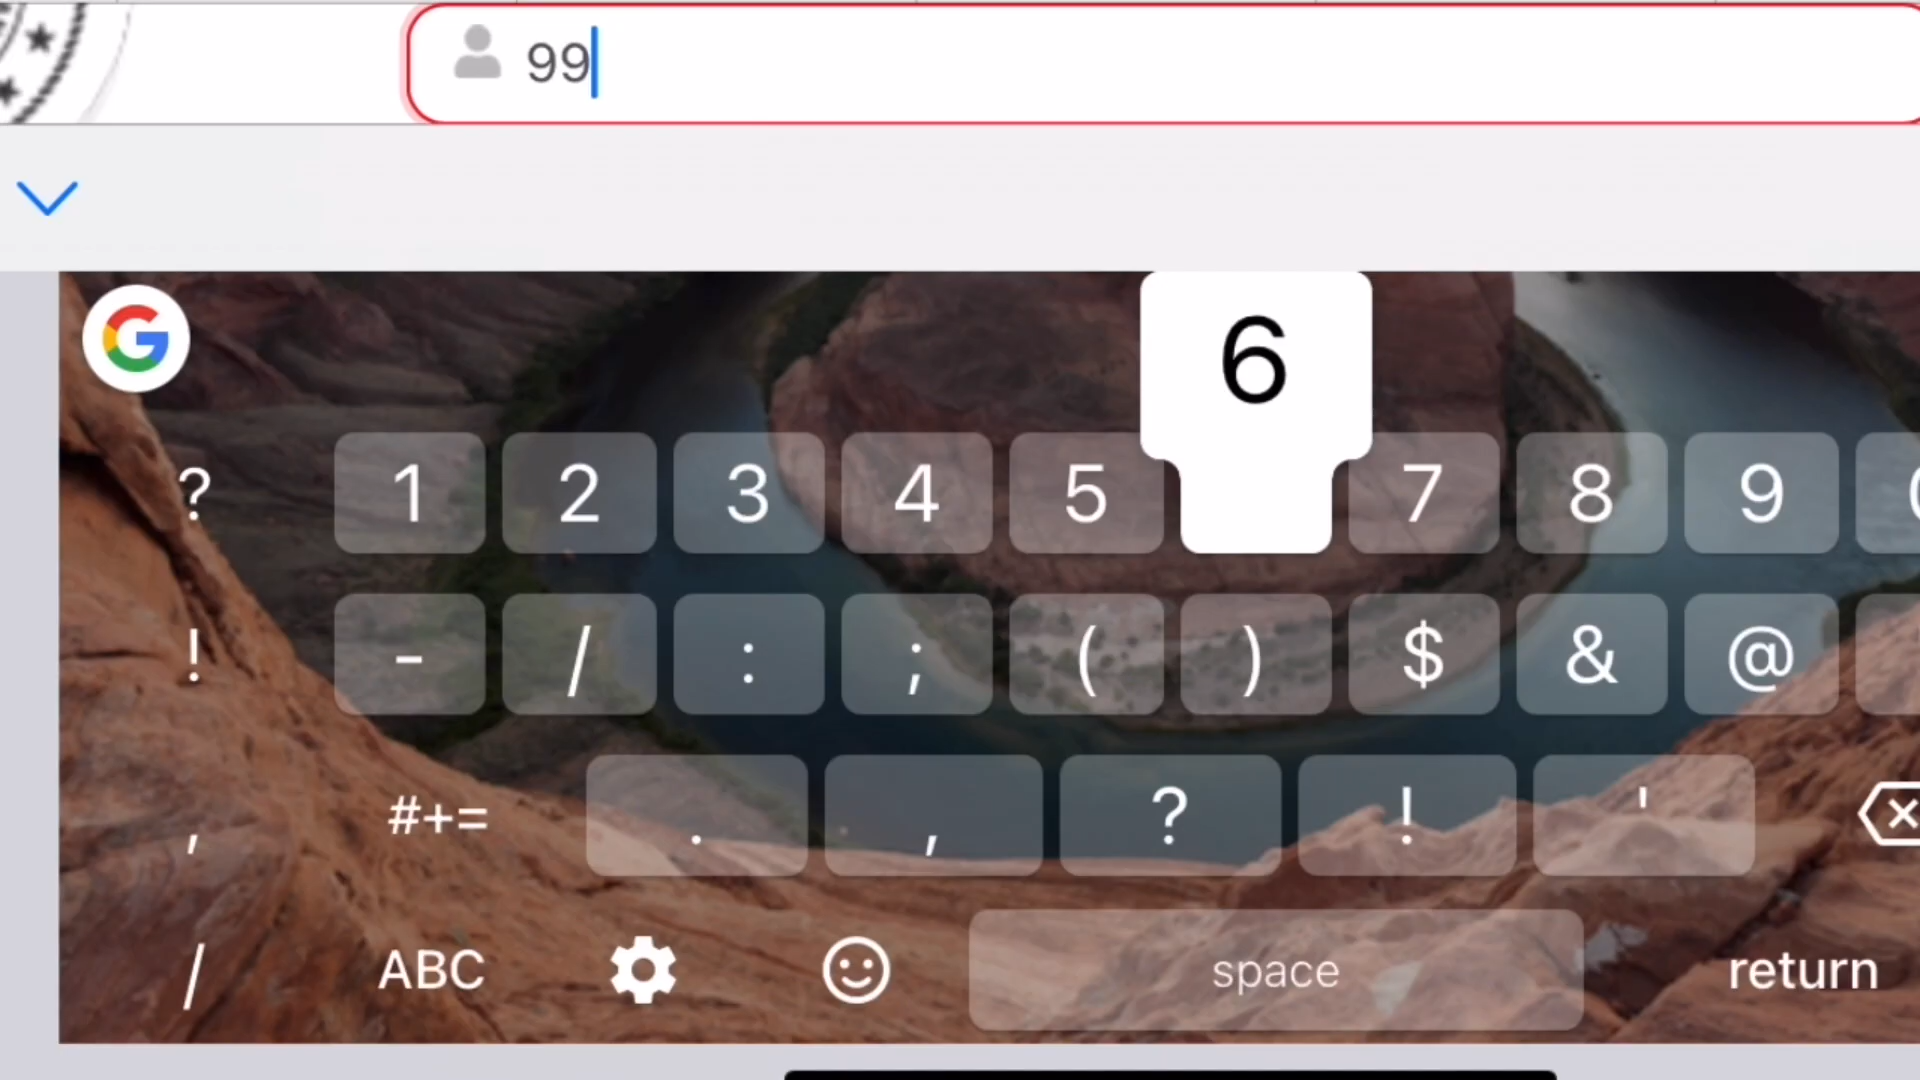 99
G
6
? 1 2 3 4 5 7 8 9
! - / : ; ( ) $ & @
, #+= . , ? ! '
/ ABC space return